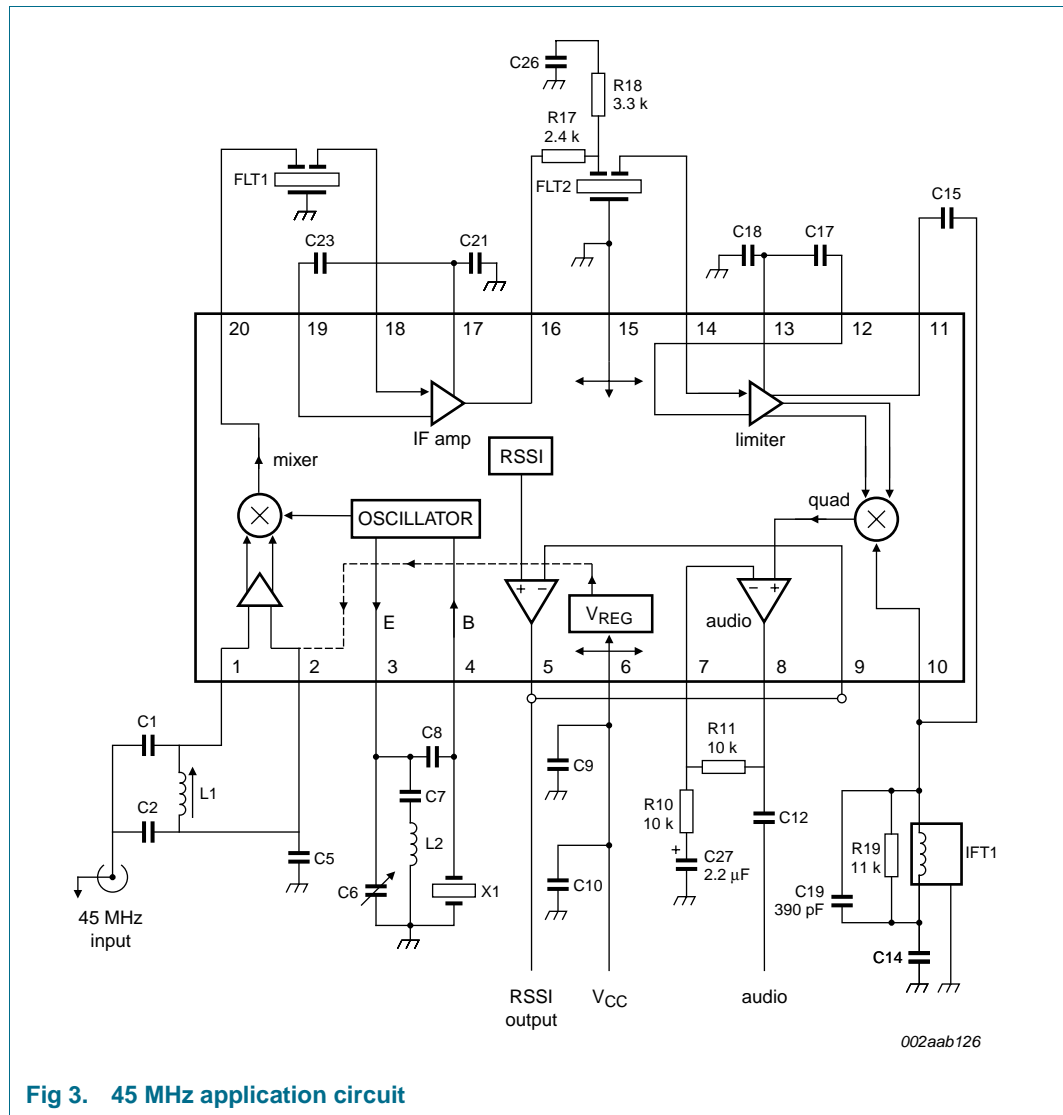 C26
R18
3.3 k
R17
2.4 k
FLT1
FLT2
C15
C23
C21
C18
C17
20
19
18
17
16
15
14
13
12
11
IF amp
limiter
mixer
RSSI
quad
OSCILLATOR
VREG
audio
E
B
1
2
3
4
5
6
7
8
9
10
C1
C8
R11
10 k
C9
L1
C7
C2
R10
10 k
C12
L2
R19
11 k
IFT1
C5
C27
2.2 μF
C6
X1
C10
C19
390 pF
45 MHz
input
C14
RSSI
output
VCC
audio
002aab126
Fig 3. 45 MHz application circuit